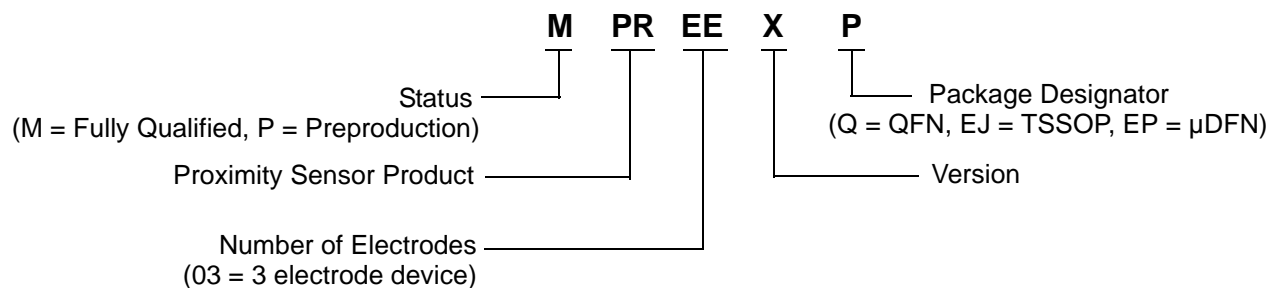 M PR EE X P
Status
(M = Fully Qualified, P = Preproduction)
Package Designator
(Q = QFN, EJ = TSSOP, EP = µDFN)
Proximity Sensor Product
Version
Number of Electrodes
(03 = 3 electrode device)